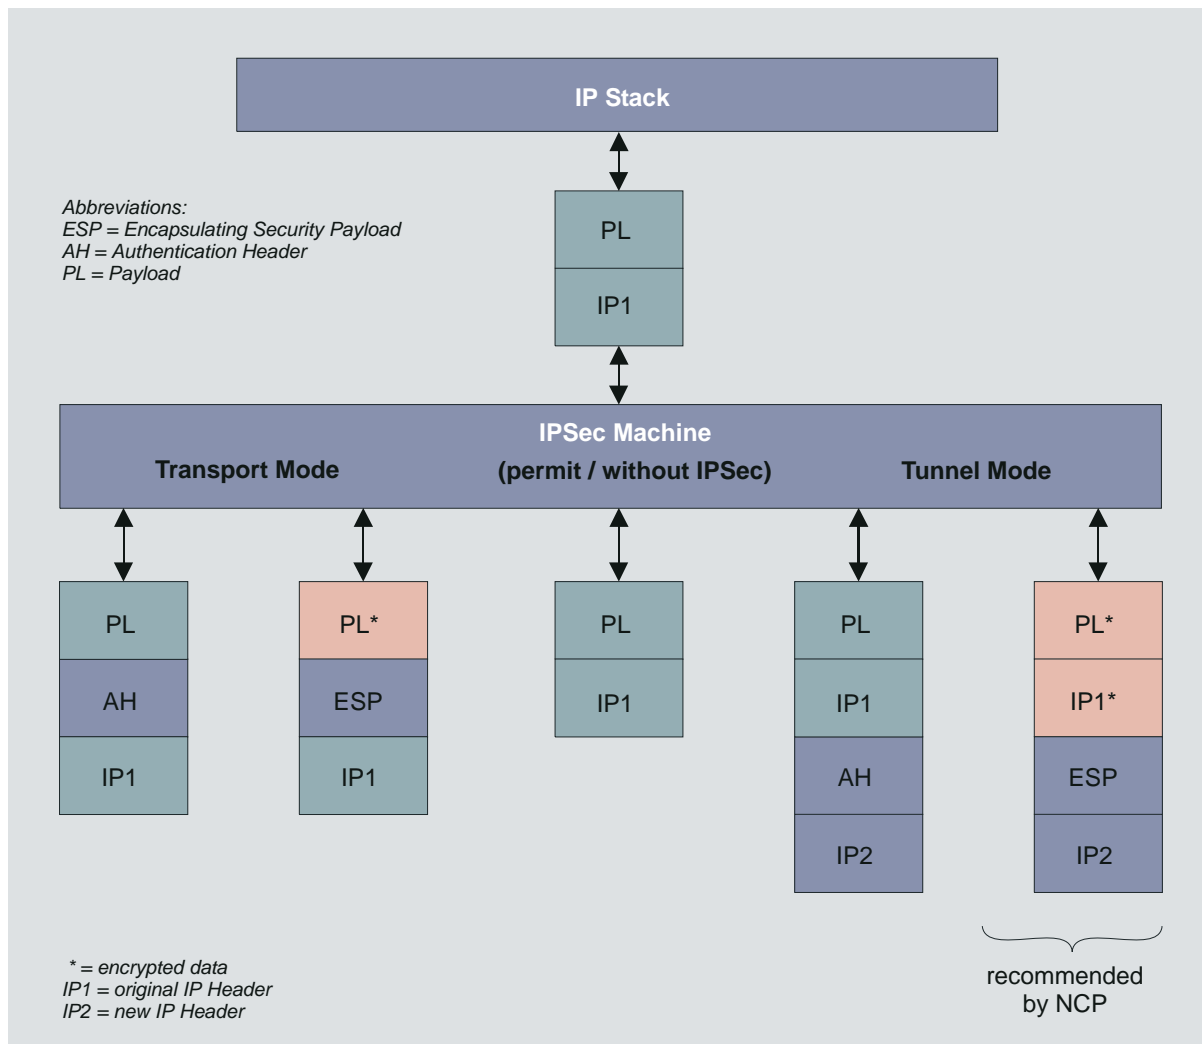 IP Stack
Abbreviations:
ESP = Encapsulating Security Payload
AH = Authentication Header
PL = Payload
PL
IP1
IPSec Machine
Transport Mode (permit / without IPSec) Tunnel Mode
PL PL* PL PL PL*
AH ESP IP1 IP1 IP1*
IP1 IP1 AH ESP
IP2 IP2
* = encrypted data
IP1 = original IP Header
IP2 = new IP Header
recommended
by NCP